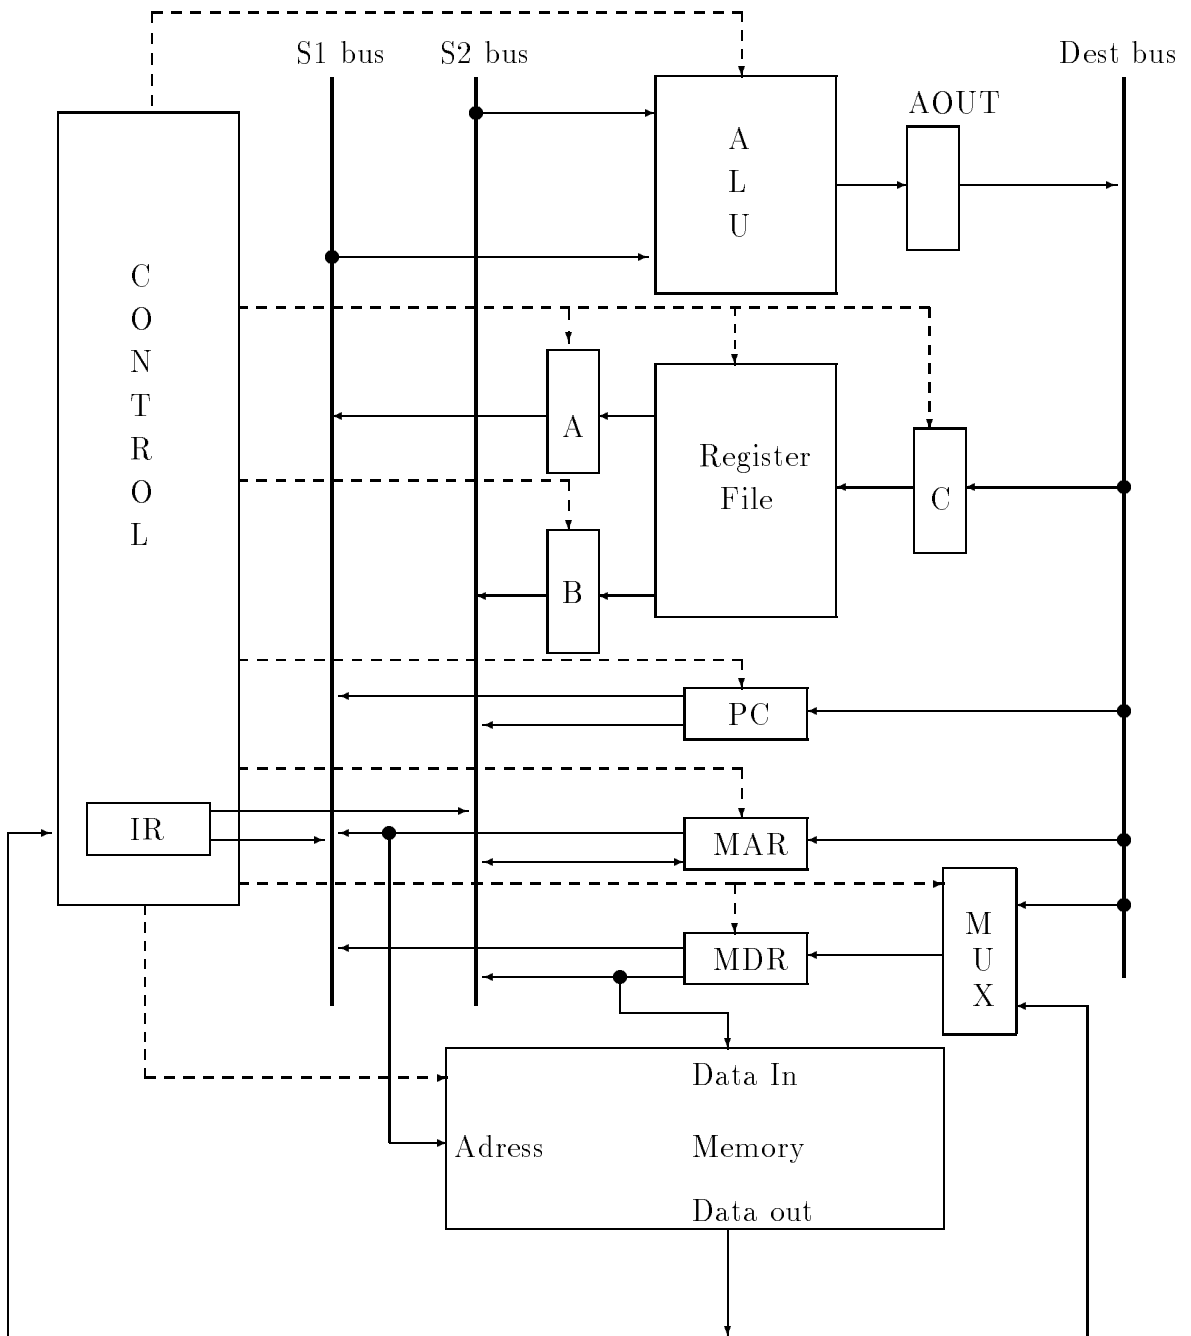 S1 bus
S2 bus
Dest bus
AOUT
A
L
U
C
O
N
T
R
O
L
A
Register
File
C
B
PC
IR
MAR
M
U
X
MDR
Data In
Adress
Memory
Data out